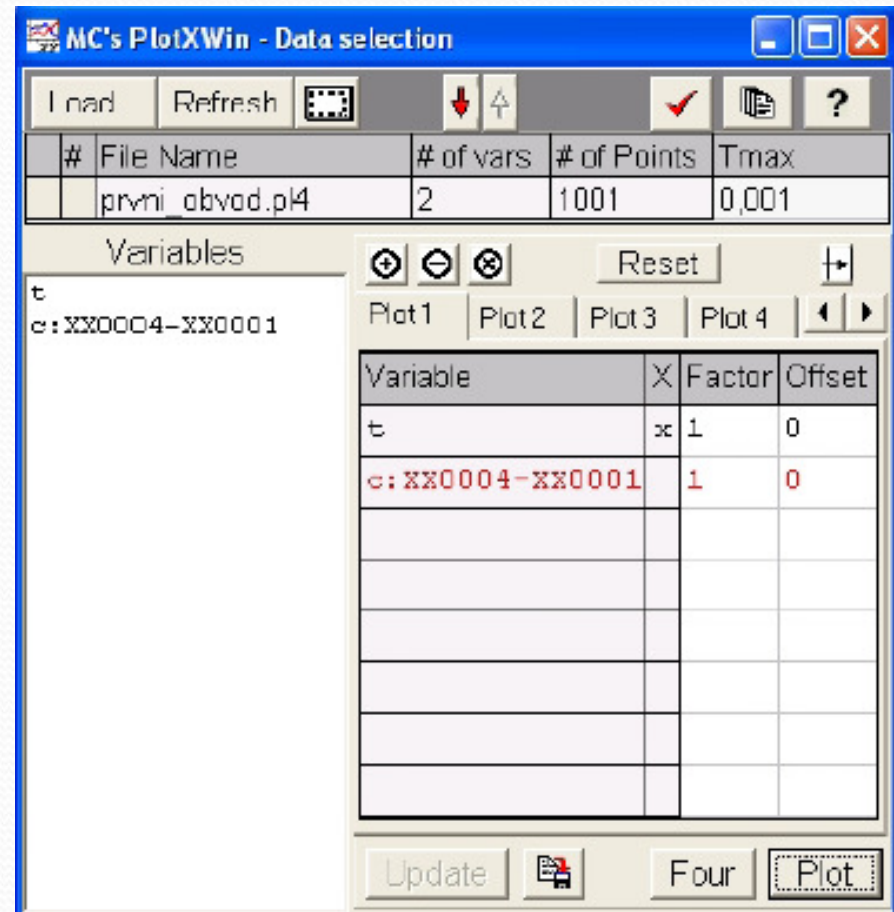 MC's PlotXWin - Data selection
Load Refresh ?
# File Name # of vars # of Points Tmax
prvni_obvod.pl4 2 1001 0,001
Variables Reset
t
c:XX0004-XX0001
Plot 1 Plot 2 Plot 3 Plot 4
Variable X Factor Offset
t x 1 0
c:XX0004-XX0001 1 0
Update Four Plot